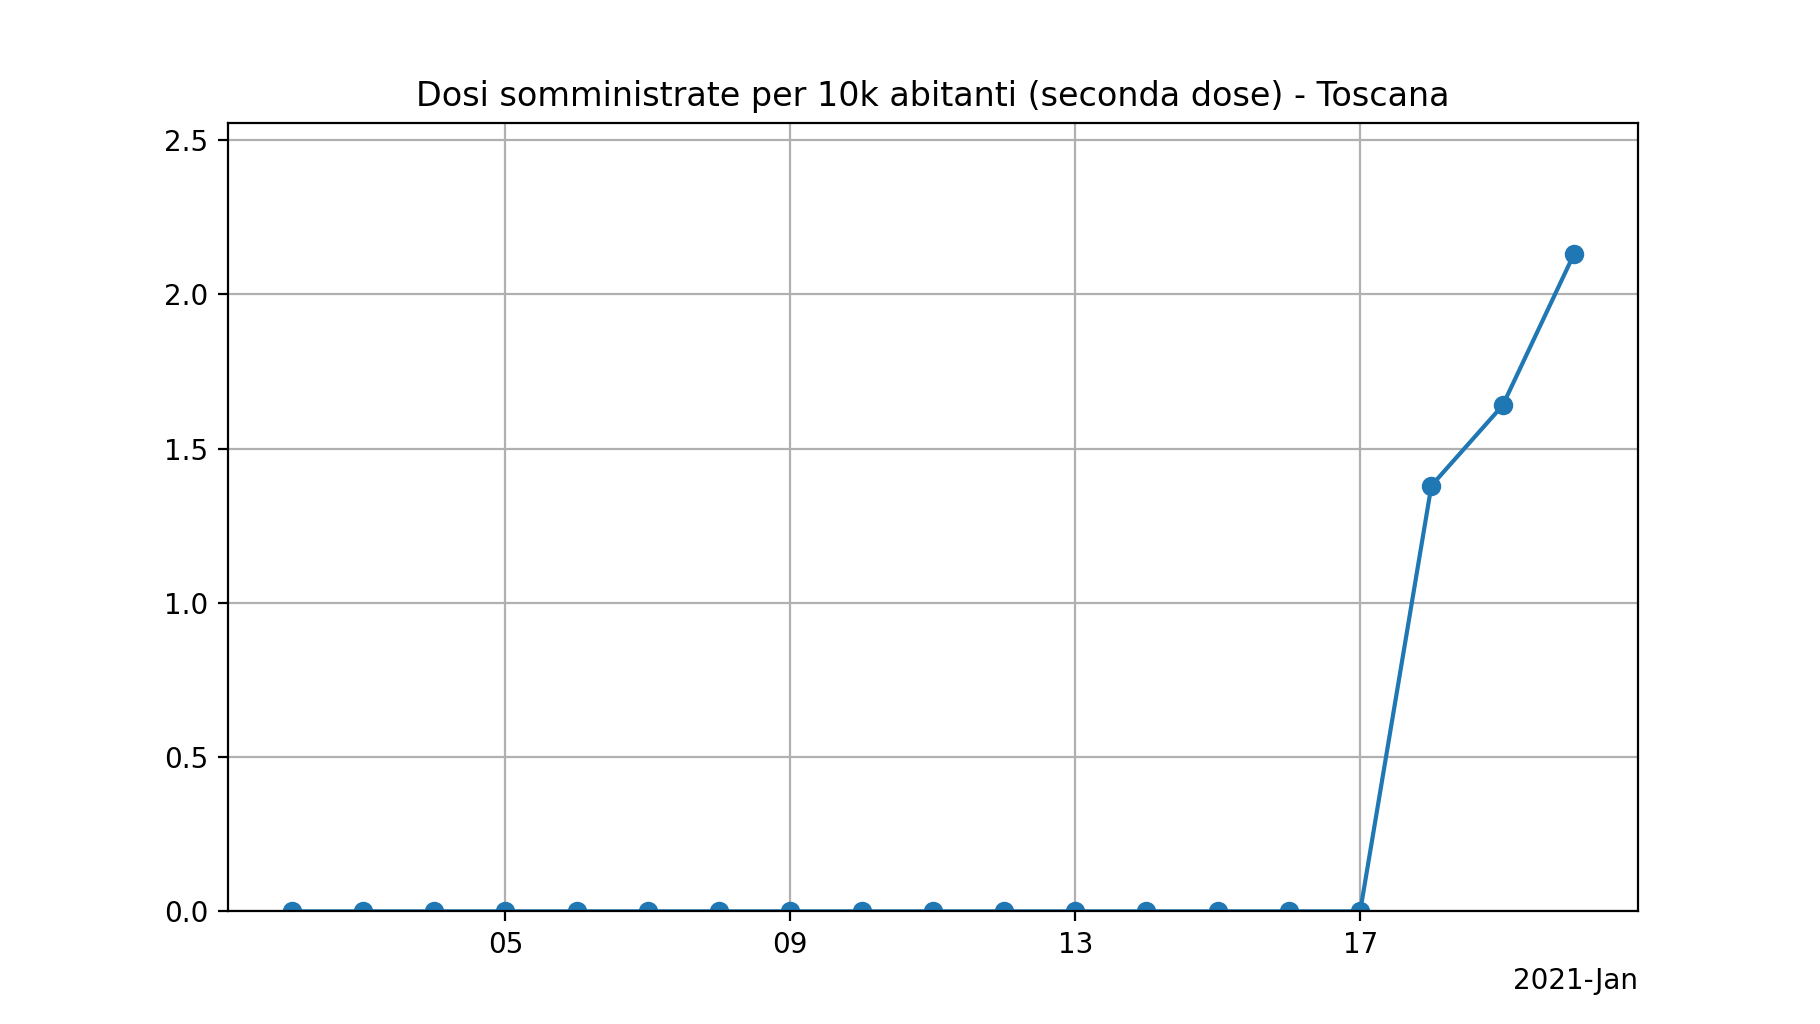 Dosi somministrate per 10k abitanti (seconda dose) - Toscana
2.5
2.0
1.5
1.0
0.5
0.0
05 09 13 17
2021-Jan